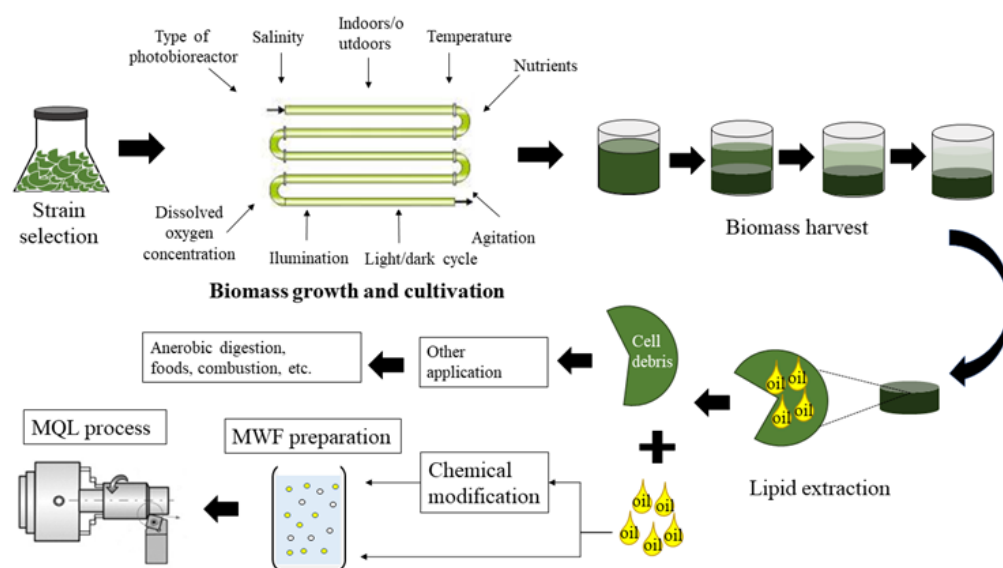 Type of
photobioreactor
Salinity
Indoors/o
utdoors
Temperature
Nutrients
Strain
selection
Dissolved
oxygen
concentration
Ilumination
Light/dark cycle
Agitation
Biomass growth and cultivation
Biomass harvest
Anerobic digestion,
foods, combustion, etc.
Other
application
Cell
debris
oil
oil
oil
oil
Lipid extraction
MQL process
MWF preparation
Chemical
modification
oil
oil
oil
oil
oil